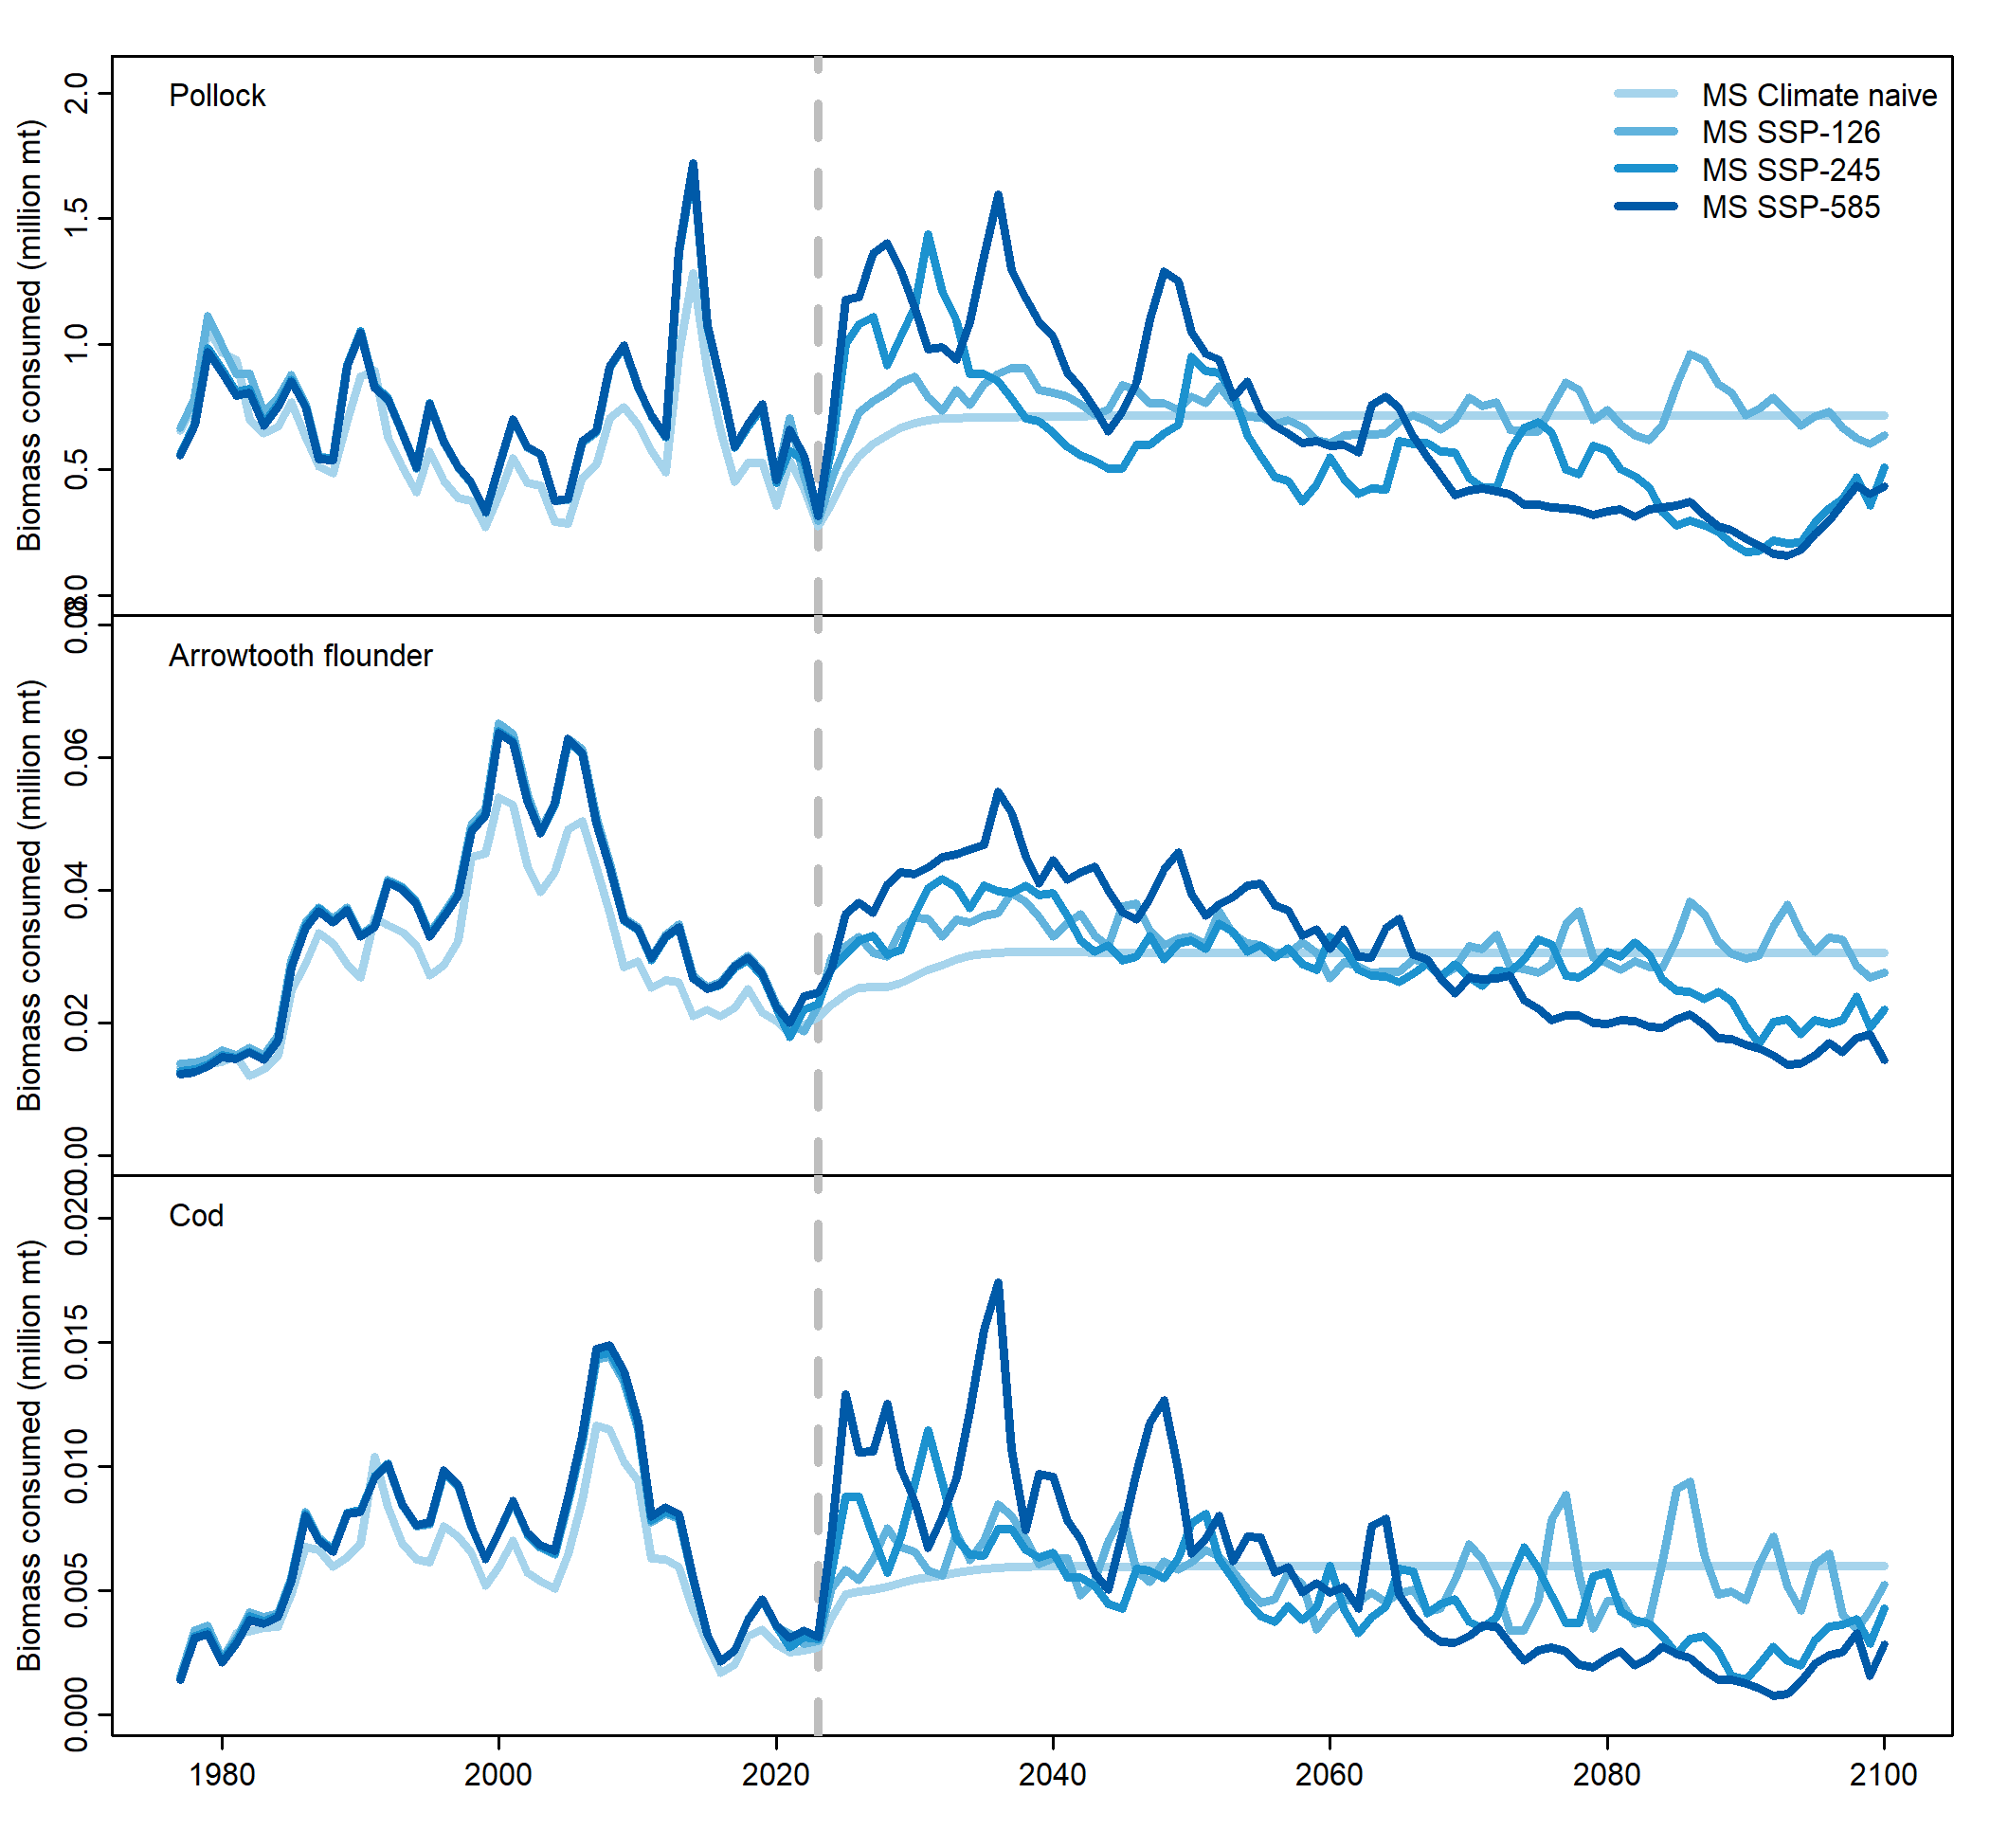 Pollock
MS Climate naive
MS SSP-126
MS SSP-245
MS SSP-585
Biomass consumed (million mt)
2.0
1.5
1.0
0.5
0.0
Arrowtooth flounder
Biomass consumed (million mt)
0.08
0.06
0.04
0.02
0.00
Cod
Biomass consumed (million mt)
0.020
0.015
0.010
0.005
0.000
1980 2000 2020 2040 2060 2080 2100